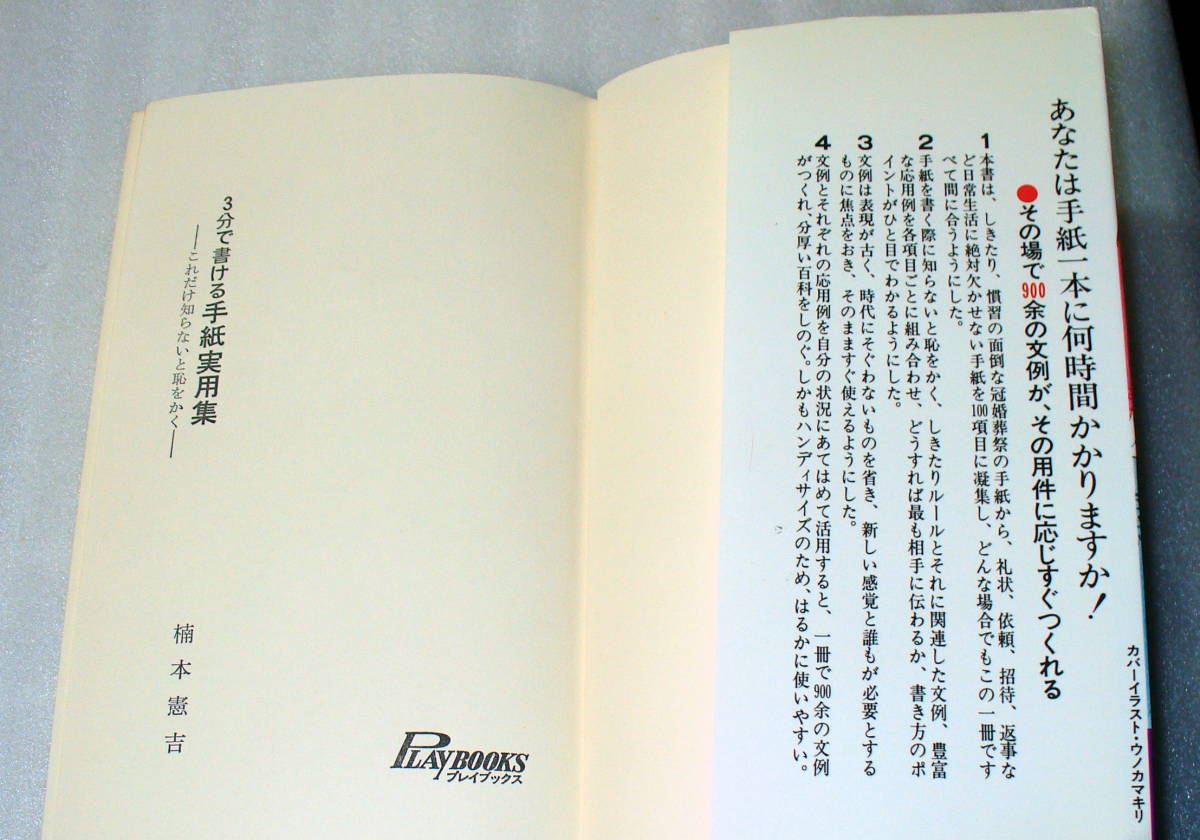 あなたは手紙一本に何時間かかりますか！
●その場で900余の文例が、その用件に応じすぐつくれる
1 本書は、しきたり、慣習の面倒な冠婚葬祭の手紙から、礼状、依頼、招待、返事な
ど日常生活に絶対欠かせない手紙を100項目に凝集し、どんな場合でもこの一冊です
べて間に合うようにした。
2 手紙を書く際に知らないと恥をかく、しきたりルールとそれに関連した文例、豊富
な応用例を各項目ごとに組み合わせ、どうすれば最も相手に伝わるか、書き方のポ
イントがひと目でわかるようにした。
3 文例は表現が古く、時代にそぐわないものを省き、新しい感覚と誰もが必要とする
ものに焦点をおき、そのまますぐ使えるようにした。
4 文例とそれぞれの応用例を自分の状況にあてはめて活用すると、一冊で900余の文例
がつくれ、分厚い百科をしのぐ。しかもハンディサイズのため、はるかに使いやすい。
カバーイラスト・ウノカマキリ
3分で書ける手紙実用集
──これだけ知らないと恥をかく──
楠本憲吉
PLAYBOOKS
プレイブックス